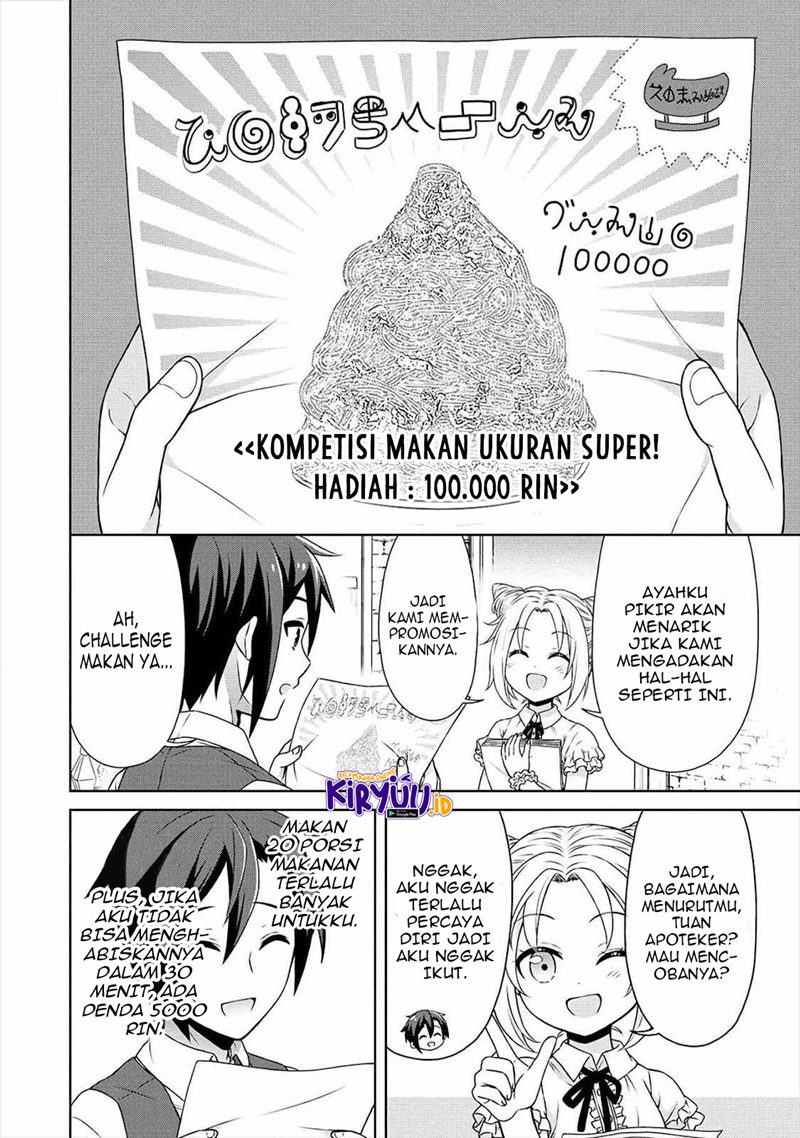 100000
<<KOMPETISI MAKAN UKURAN SUPER!
HADIAH : 100.000 RIN>>
AYAHKU
PIKIR AKAN
MENARIK
JIKA KAMI
MENGADAKAN
HAL-HAL
SEPERTI INI.
JADI
KAMI MEM-
PROMOSI-
KANNYA.
AH,
CHALLENGE
MAKAN YA...
KIRYUU.ID
Google Play
JADI,
BAGAIMANA
MENURUTMU,
TUAN
APOTEKER?
MAU MENC-
OBANYA?
NGGAK,
AKU NGGAK
TERLALU
PERCAYA
DIRI JADI
AKU NGGAK
IKUT.
MAKAN
20 PORSI
MAKANAN
TERLALU
BANYAK
UNTUKKU.
PLUS, JIKA
AKU TIDAK
BISA MENGH-
ABISKANNYA
DALAM 30
MENIT, ADA
DENDA 5000
RIN.